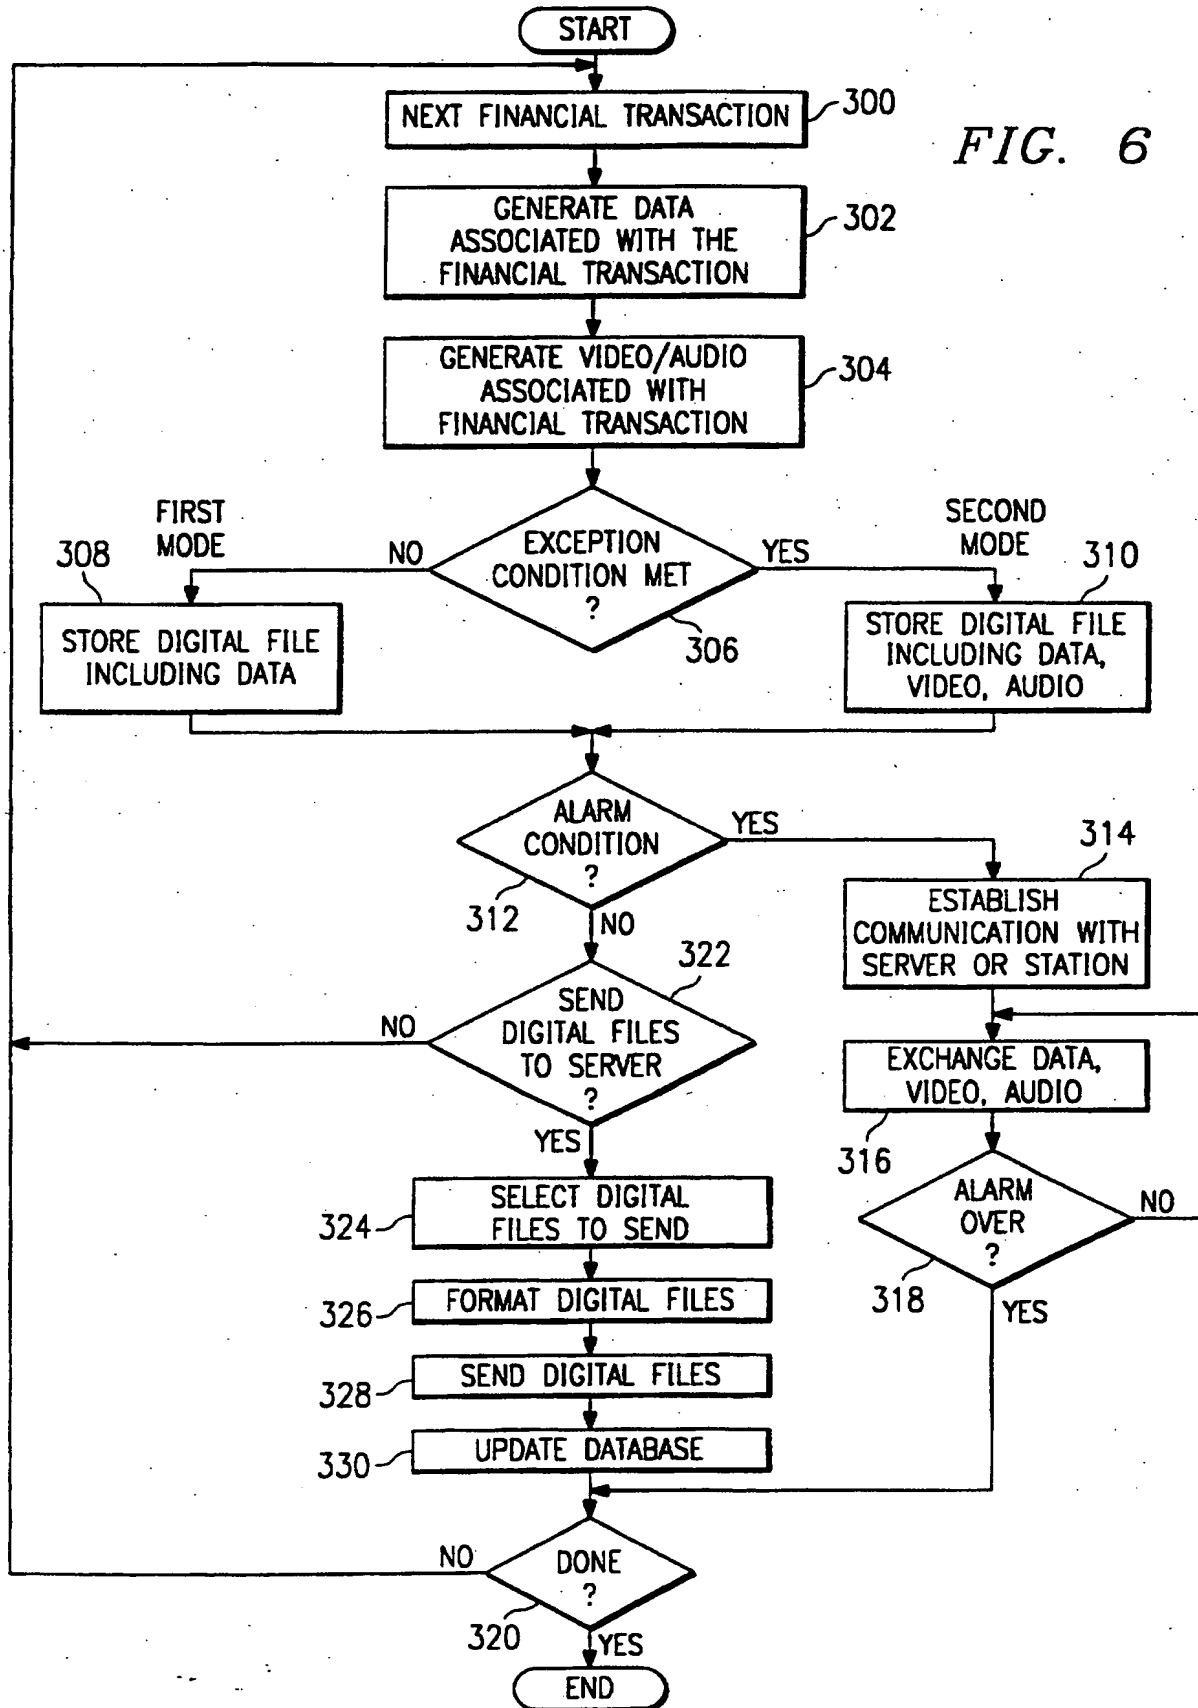 START
NEXT FINANCIAL TRANSACTION
300
FIG. 6
GENERATE DATA
ASSOCIATED WITH THE
FINANCIAL TRANSACTION
302
GENERATE VIDEO/AUDIO
ASSOCIATED WITH
FINANCIAL TRANSACTION
304
FIRST
MODE
308
NO
EXCEPTION
CONDITION MET
?
306
YES
SECOND
MODE
310
STORE DIGITAL FILE
INCLUDING DATA
STORE DIGITAL FILE
INCLUDING DATA,
VIDEO, AUDIO
ALARM
CONDITION
?
312
YES
NO
314
ESTABLISH
COMMUNICATION WITH
SERVER OR STATION
322
SEND
DIGITAL FILES
TO SERVER
?
NO
YES
EXCHANGE DATA,
VIDEO, AUDIO
316
ALARM
OVER
?
318
NO
YES
SELECT DIGITAL
FILES TO SEND
324
FORMAT DIGITAL FILES
326
SEND DIGITAL FILES
328
UPDATE DATABASE
330
DONE
?
NO
320
YES
END